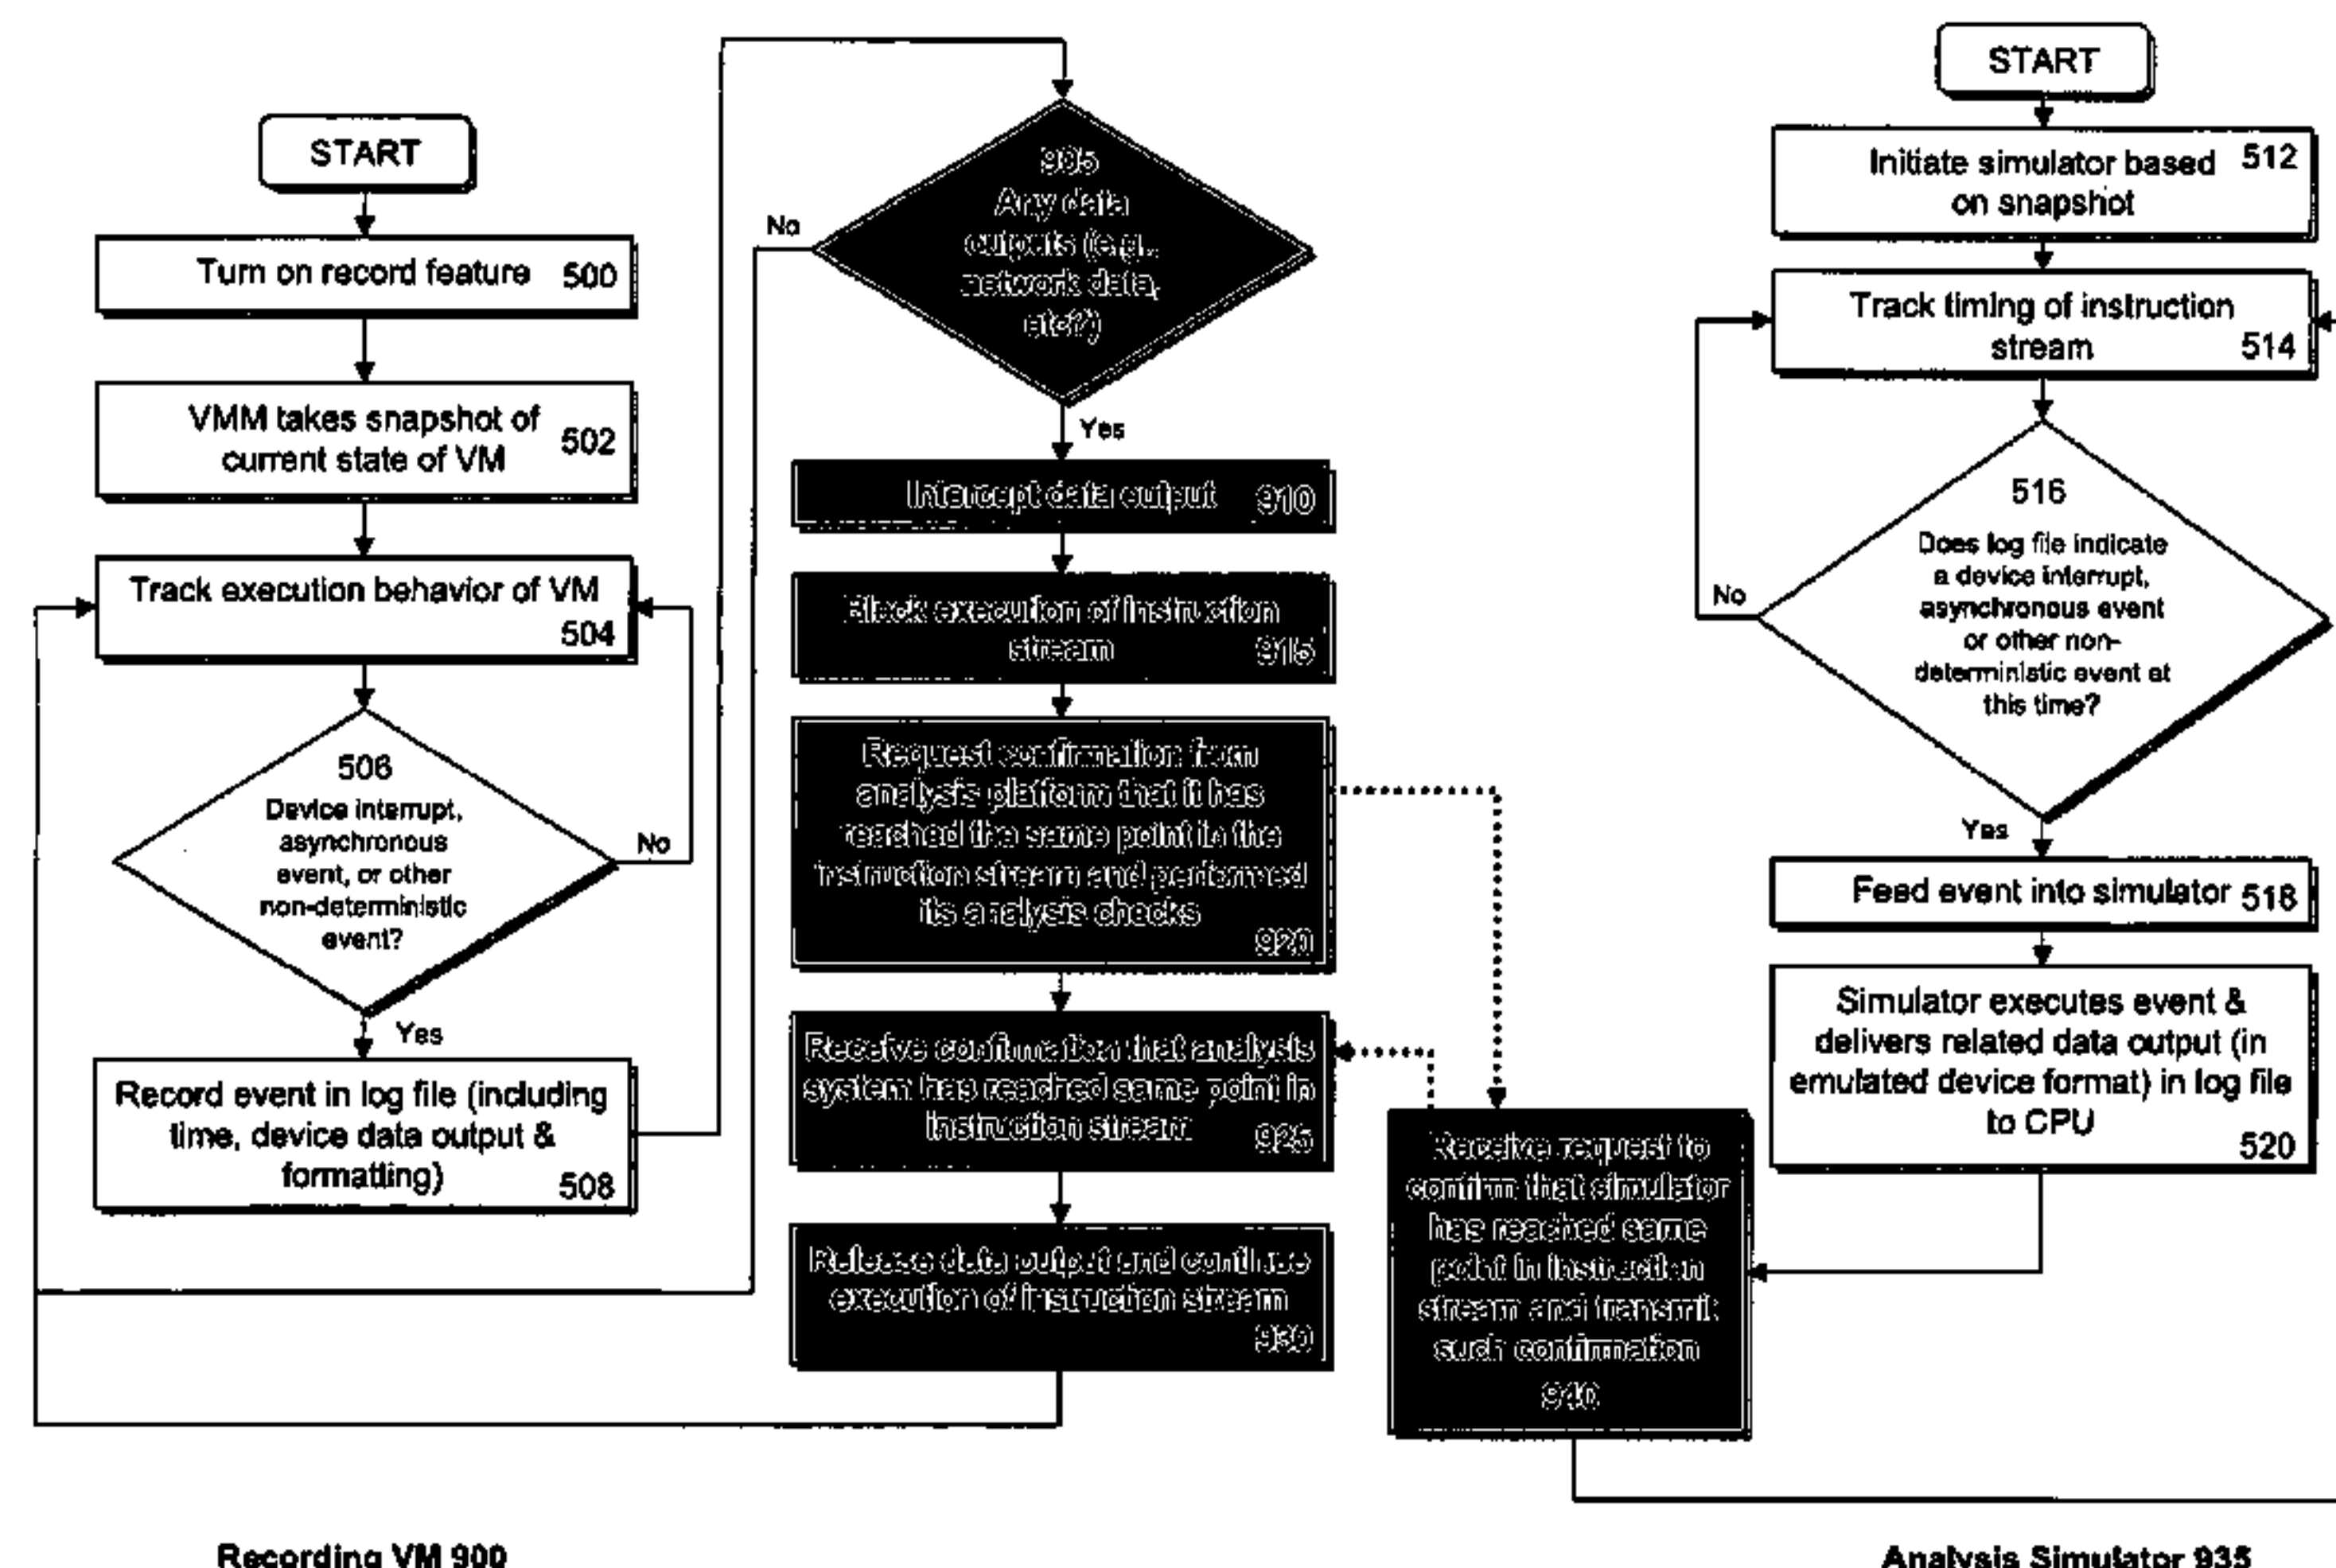 START
Turn on record feature 500
VMM takes snapshot of
current state of VM 502
Track execution behavior of VM
504
506
Device interrupt,
asynchronous
event, or other
non-deterministic
event?
No
Yes
Record event in log file (including
time, device data output &
formatting) 508
905
Any data
outputs (e.g.,
network data,
etc?)
No
Yes
Intercept data output 910
Block execution of instruction
stream 915
Request confirmation from
analysis platform that it has
reached the same point in the
instruction stream and performed
its analysis checks
920
Receive confirmation that analysis
system has reached same point in
instruction stream 925
Release data output and continue
execution of instruction stream
930
Receive request to
confirm that simulator
has reached same
point in instruction
stream and transmit
such confirmation
940
START
Initiate simulator based 512
on snapshot
Track timing of instruction
stream 514
516
Does log file indicate
a device interrupt,
asynchronous event
or other non-
deterministic event at
this time?
No
Yes
Feed event into simulator 518
Simulator executes event &
delivers related data output (in
emulated device format) in log file
to CPU
520
Recording VM 900
Analysis Simulator 935